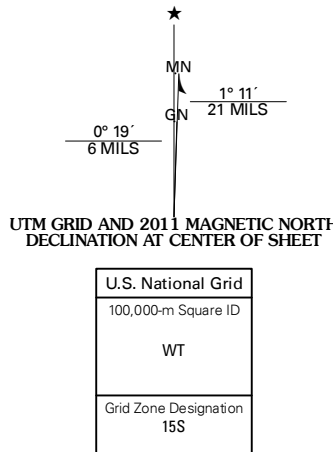 ★
MN
1° 11´
21 MILS
GN
0° 19´
6 MILS
UTM GRID AND 2011 MAGNETIC NORTH
DECLINATION AT CENTER OF SHEET
U.S. National Grid
100,000-m Square ID
WT
Grid Zone Designation
15S